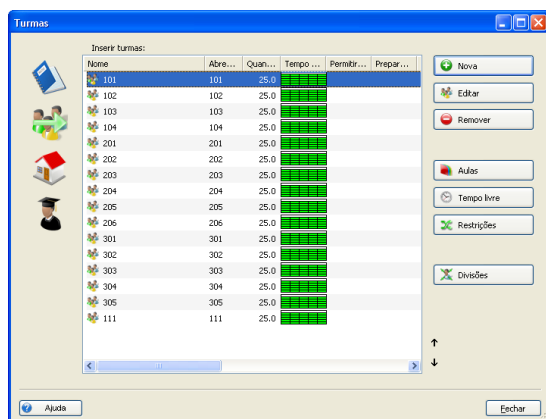 Turmas
Inserir turmas:
Nome Abre... Quan... Tempo ... Permitir... Prepar...
101 101 25.0
102 102 25.0
103 103 25.0
104 104 25.0
201 201 25.0
202 202 25.0
203 203 25.0
204 204 25.0
205 205 25.0
206 206 25.0
301 301 25.0
302 302 25.0
303 303 25.0
304 304 25.0
305 305 25.0
111 111 25.0
Nova
Editar
Remover
Aulas
Tempo livre
Restrições
Divisões
Ajuda
Fechar